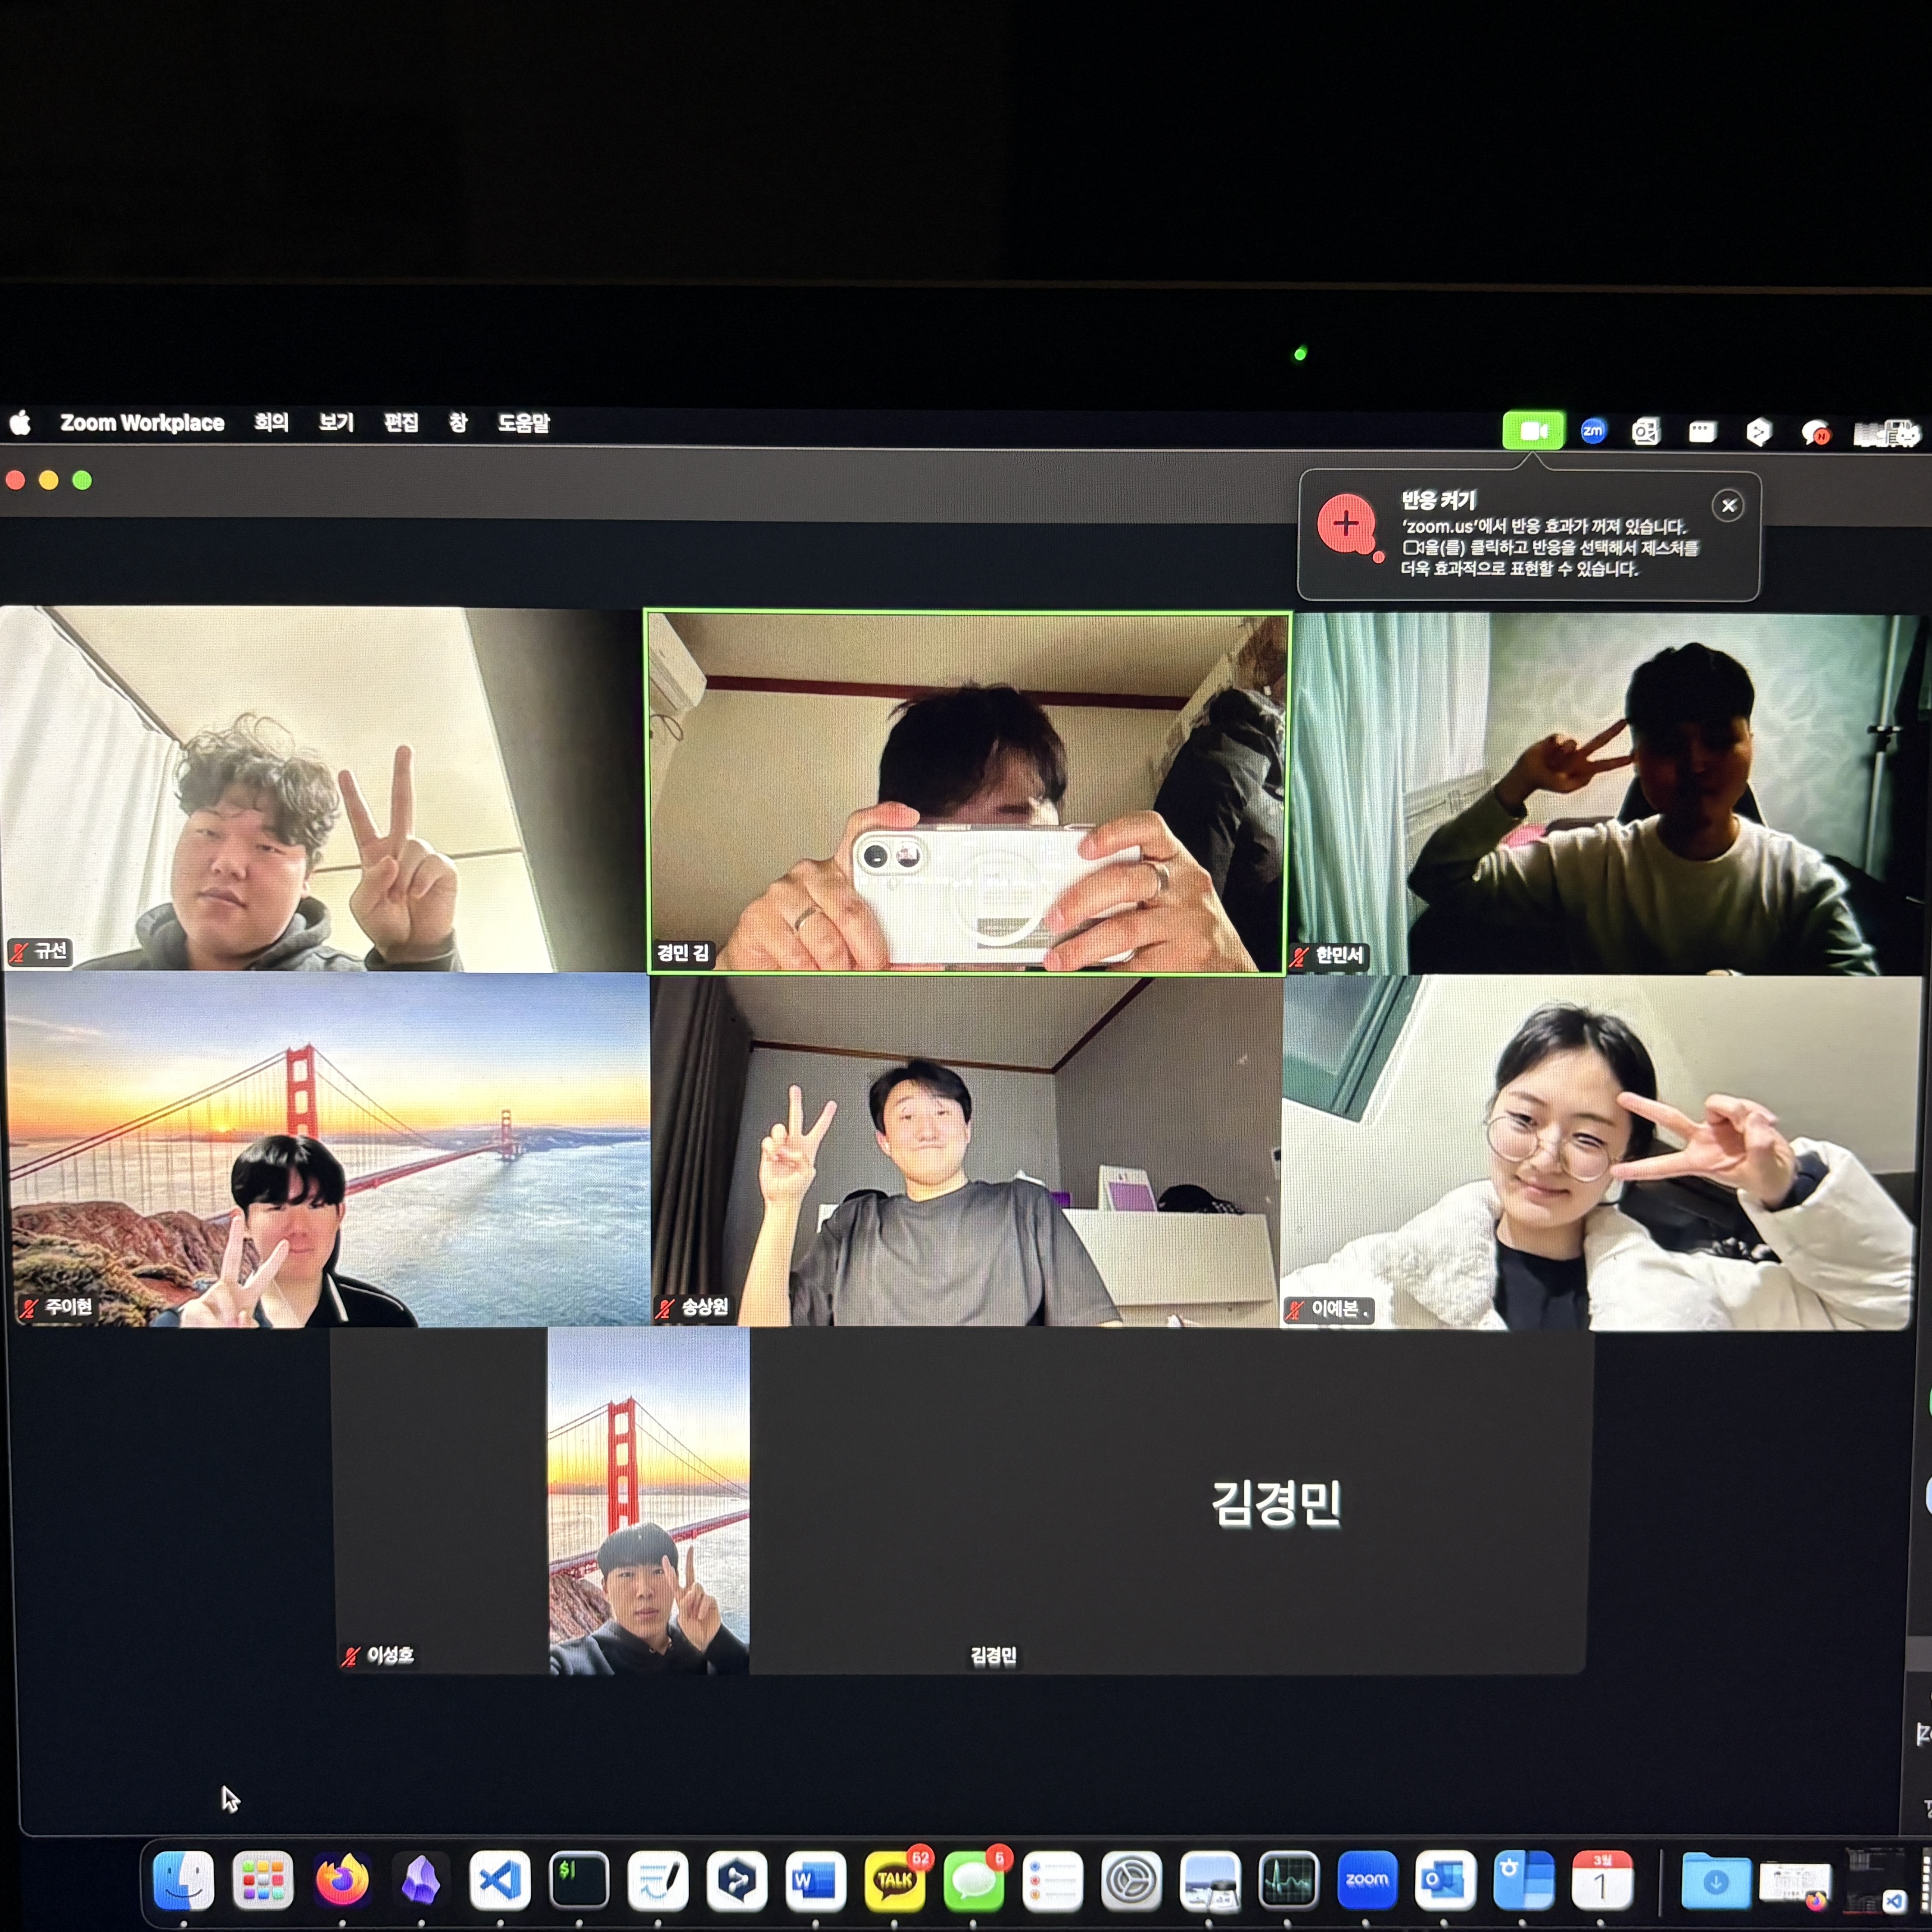 Zoom Workplace 회의 보기 편집 창 도움말
zm
반응 켜기
'zoom.us'에서 반응 효과가 꺼져 있습니다.
을(를) 클릭하고 반응을 선택해서 제스처를
더욱 효과적으로 표현할 수 있습니다.
규선
경민 김
한민서
주이현
송상원
이예본 .
김경민
이성호
김경민
52
5
3월
$
W
TALK
zoom
O
1